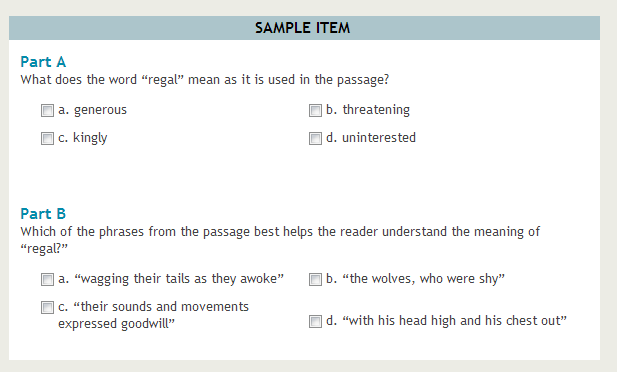 SAMPLE ITEM
Part A
What does the word “regal” mean as it is used in the passage?
a. generous
b. threatening
c. kingly
d. uninterested
Part B
Which of the phrases from the passage best helps the reader understand the meaning of
“regal?”
a. “wagging their tails as they awoke”
b. “the wolves, who were shy”
c. “their sounds and movements
expressed goodwill”
d. “with his head high and his chest out”